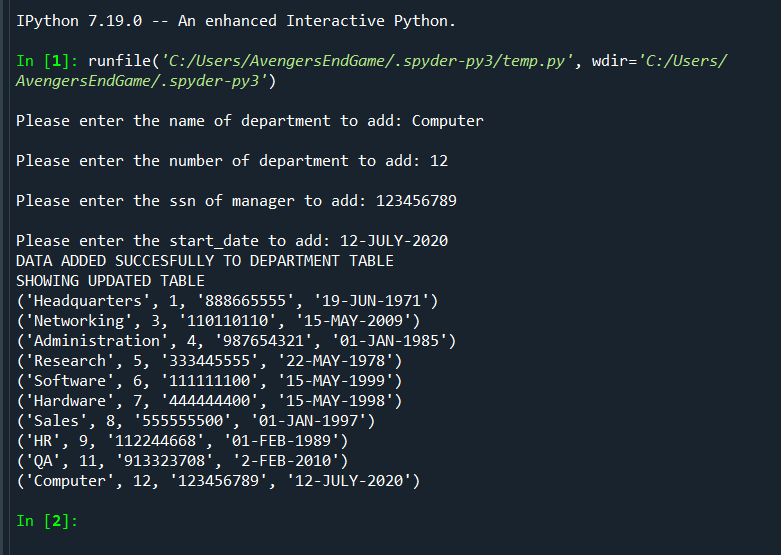 IPython 7.19.0 -- An enhanced Interactive Python.
In [1]: runfile('C:/Users/AvengersEndGame/.spyder-py3/temp.py', wdir='C:/Users/
AvengersEndGame/.spyder-py3')
Please enter the name of department to add: Computer
Please enter the number of department to add: 12
Please enter the ssn of manager to add: 123456789
Please enter the start_date to add: 12-JULY-2020
DATA ADDED SUCCESFULLY TO DEPARTMENT TABLE
SHOWING UPDATED TABLE
('Headquarters', 1, '888665555', '19-JUN-1971')
('Networking', 3, '110110110', '15-MAY-2009')
('Administration', 4, '987654321', '01-JAN-1985')
('Research', 5, '333445555', '22-MAY-1978')
('Software', 6, '111111100', '15-MAY-1999')
('Hardware', 7, '444444400', '15-MAY-1998')
('Sales', 8, '555555500', '01-JAN-1997')
('HR', 9, '112244668', '01-FEB-1989')
('QA', 11, '913323708', '2-FEB-2010')
('Computer', 12, '123456789', '12-JULY-2020')
In [2]: